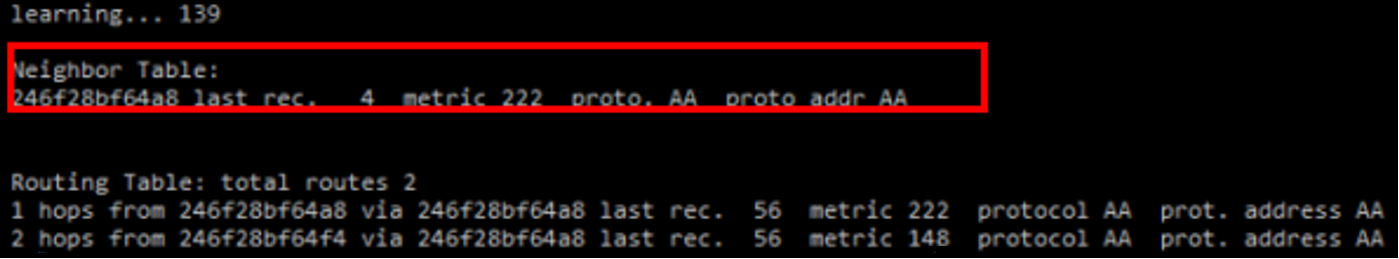 learning... 139
Neighbor Table:
246f28bf64a8 last rec.   4  metric 222  proto. AA  proto addr AA
Routing Table: total routes 2
1 hops from 246f28bf64a8 via 246f28bf64a8 last rec.  56  metric 222  protocol AA  prot. address AA
2 hops from 246f28bf64f4 via 246f28bf64a8 last rec.  56  metric 148  protocol AA  prot. address AA